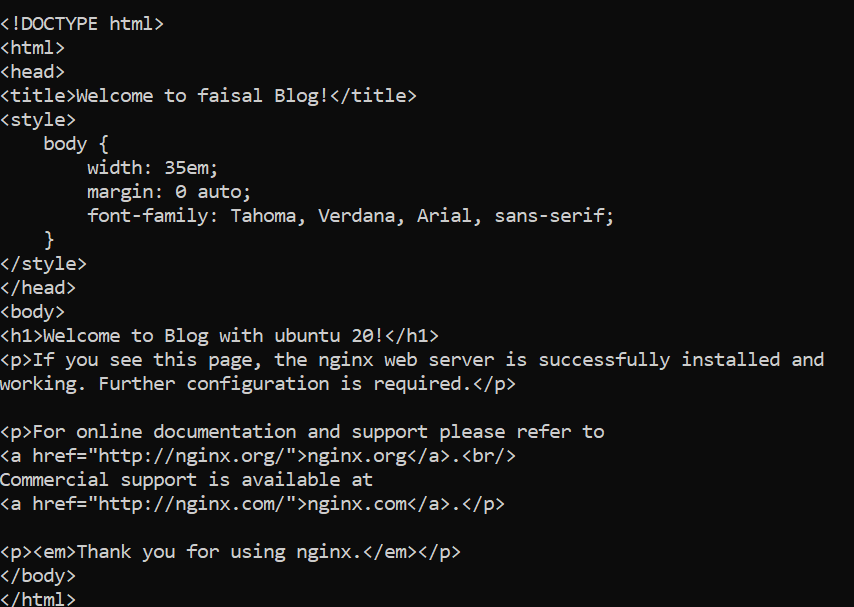 <!DOCTYPE html>
<html>
<head>
<title>Welcome to faisal Blog!</title>
<style>
    body {
        width: 35em;
        margin: 0 auto;
        font-family: Tahoma, Verdana, Arial, sans-serif;
    }
</style>
</head>
<body>
<h1>Welcome to Blog with ubuntu 20!</h1>
<p>If you see this page, the nginx web server is successfully installed and
working. Further configuration is required.</p>

<p>For online documentation and support please refer to
<a href="http://nginx.org/">nginx.org</a>.<br/>
Commercial support is available at
<a href="http://nginx.com/">nginx.com</a>.</p>

<p><em>Thank you for using nginx.</em></p>
</body>
</html>